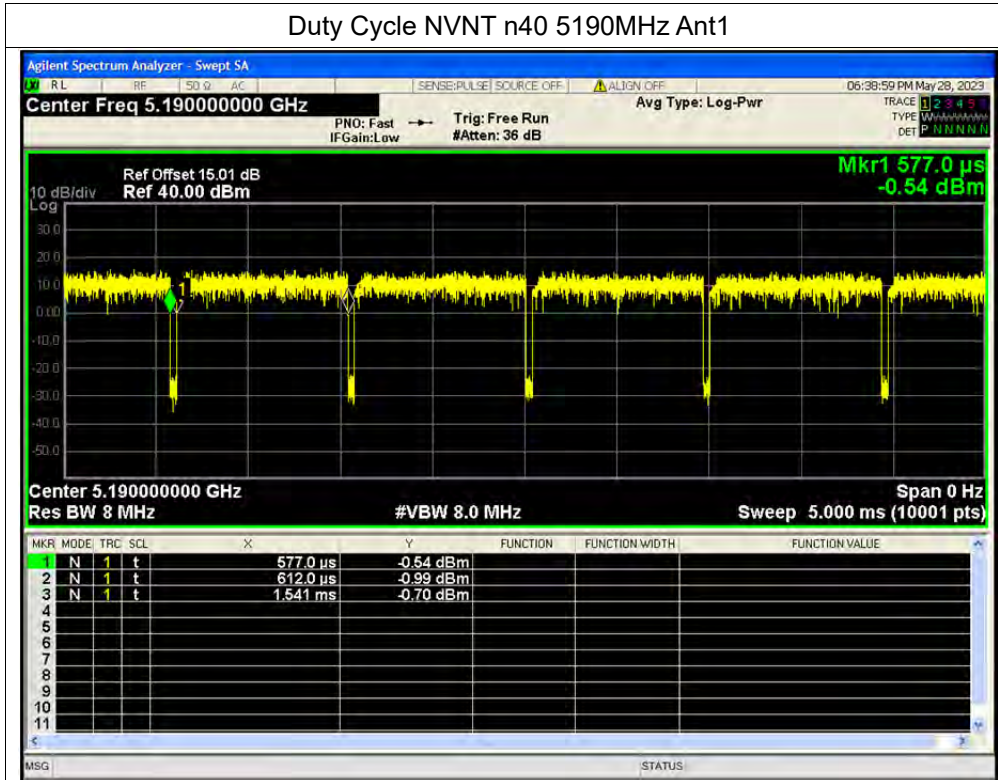 Duty Cycle NVNT n40 5190MHz Ant1
Agilent Spectrum Analyzer - Swept SA
LXI RL RF 50 Ω AC SENSE:PULSE SOURCE OFF ALIGN OFF 06:38:59 PM May 28, 2023
Center Freq 5.190000000 GHz Avg Type: Log-Pwr TRACE 1 2 3 4 5 6
PNO: Fast Trig: Free Run TYPE W
IFGain:Low #Atten: 36 dB DET P N N N N N
Mkr1 577.0 µs
Ref Offset 15.01 dB
-0.54 dBm
10 dB/div Ref 40.00 dBm
Log
30.0
20.0
10.0
1
0.00
-10.0
-20.0
-30.0
-40.0
-50.0
Center 5.190000000 GHz Span 0 Hz
Res BW 8 MHz #VBW 8.0 MHz Sweep 5.000 ms (10001 pts)
MKR MODE TRC SCL X Y FUNCTION FUNCTION WIDTH FUNCTION VALUE
1 N 1 t 577.0 µs -0.54 dBm
2 N 1 t 612.0 µs -0.99 dBm
3 N 1 t 1.541 ms -0.70 dBm
4
5
6
7
8
9
10
11
MSG STATUS